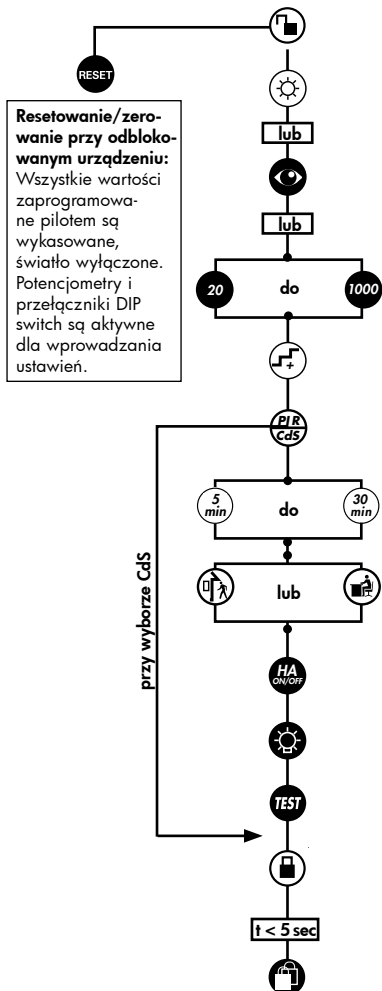 RESET
Resetowanie/zero-
wanie przy odbloko-
wanym urządzeniu:
Wszystkie wartości
zaprogramowa-
ne pilotem są
wykasowane,
światło wyłączone.
Potencjometry i
przełączniki DIP
switch są aktywne
dla wprowadzania
ustawień.
lub
lub
20 do 1000
+
PIR
CdS
przy wyborze CdS
5
min
do
30
min
lub
HA
ON/OFF
TEST
t < 5 sec